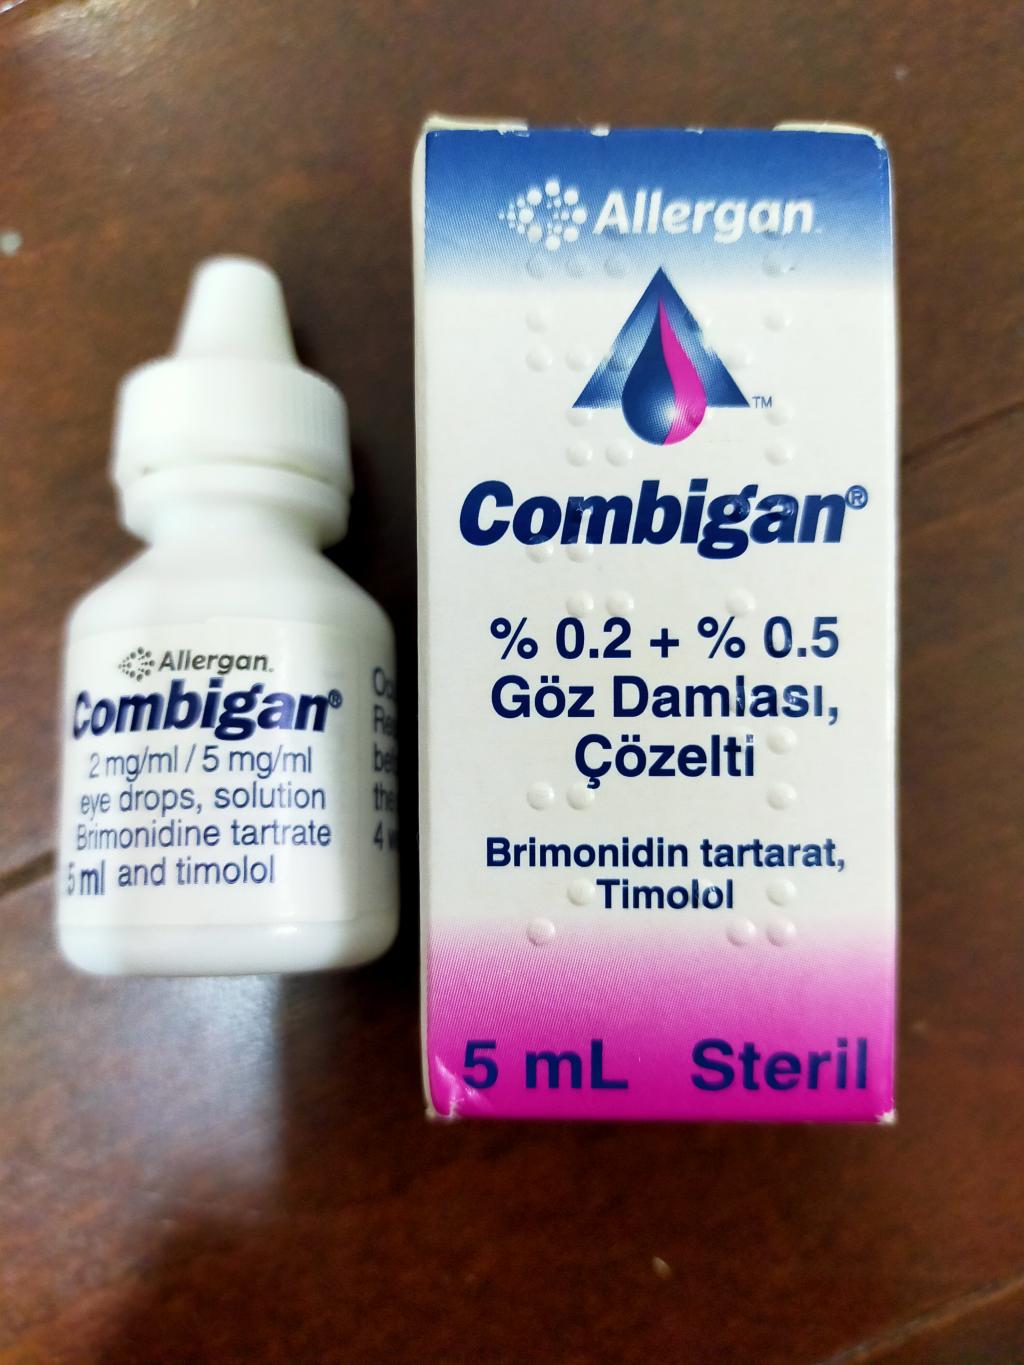 Allergan
Combigan®
2 mg/ml / 5 mg/ml
eye drops, solution
Brimonidine tartrate
5 ml and timolol
4
Allergan
TM
Combigan®
% 0.2 + % 0.5
Göz Damlası,
Çözelti
Brimonidin tartarat,
Timolol
5 mL Steril